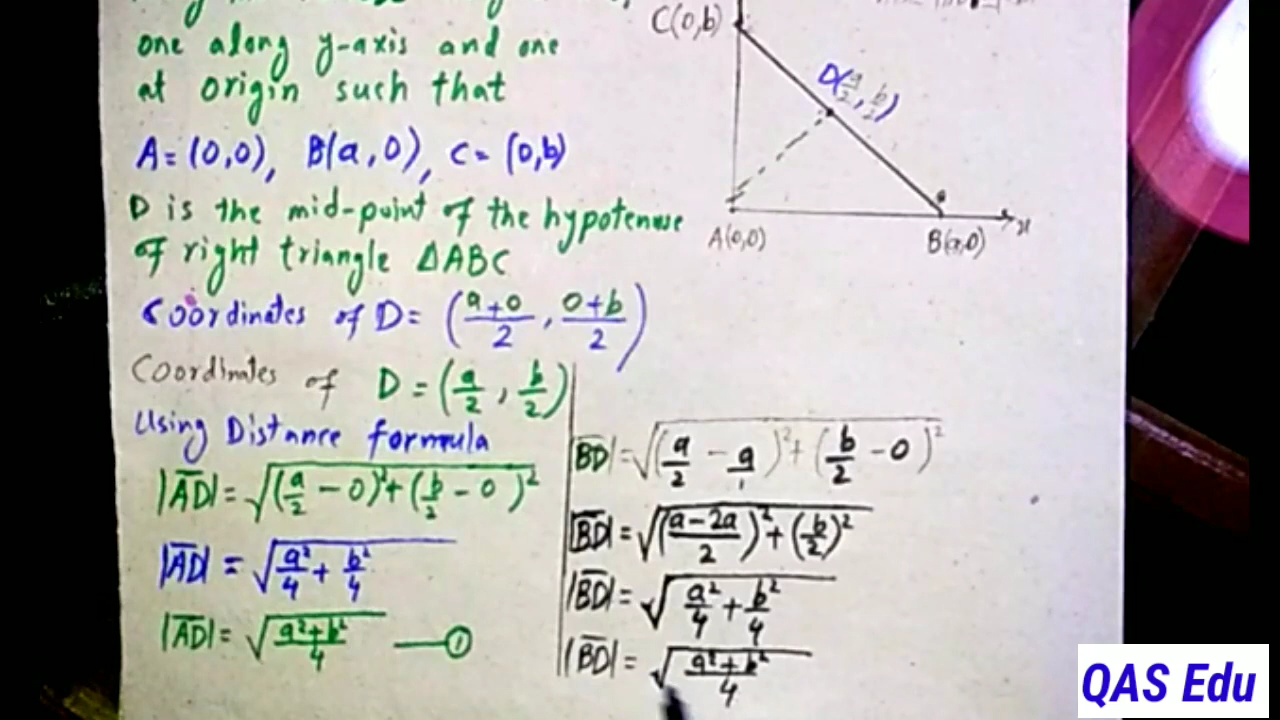 one along y-axis and one
at origin such that
A = (0,0), B(a,0), C = (0,b)
D is the mid-point of the hypotenuse
of right triangle ΔABC
Coordinates of D = (a+0/2, 0+b/2)
Coordinates of D = (a/2, b/2)
Using Distance formula
|AD| = √((a/2 - 0)² + (b/2 - 0)²)
|AD| = √(a²/4 + b²/4)
|AD| = √(a²+b²/4) —— ①
|BD| = √((a/2 - a/1)² + (b/2 - 0)²)
|BD| = √((a-2a/2)² + (b/2)²)
|BD| = √(a²/4 + b²/4)
|BD| = √(a²+b²/4)
C(0,b)
D(a/2, b/2)
A(0,0)
B(a,0)
x
QAS Edu